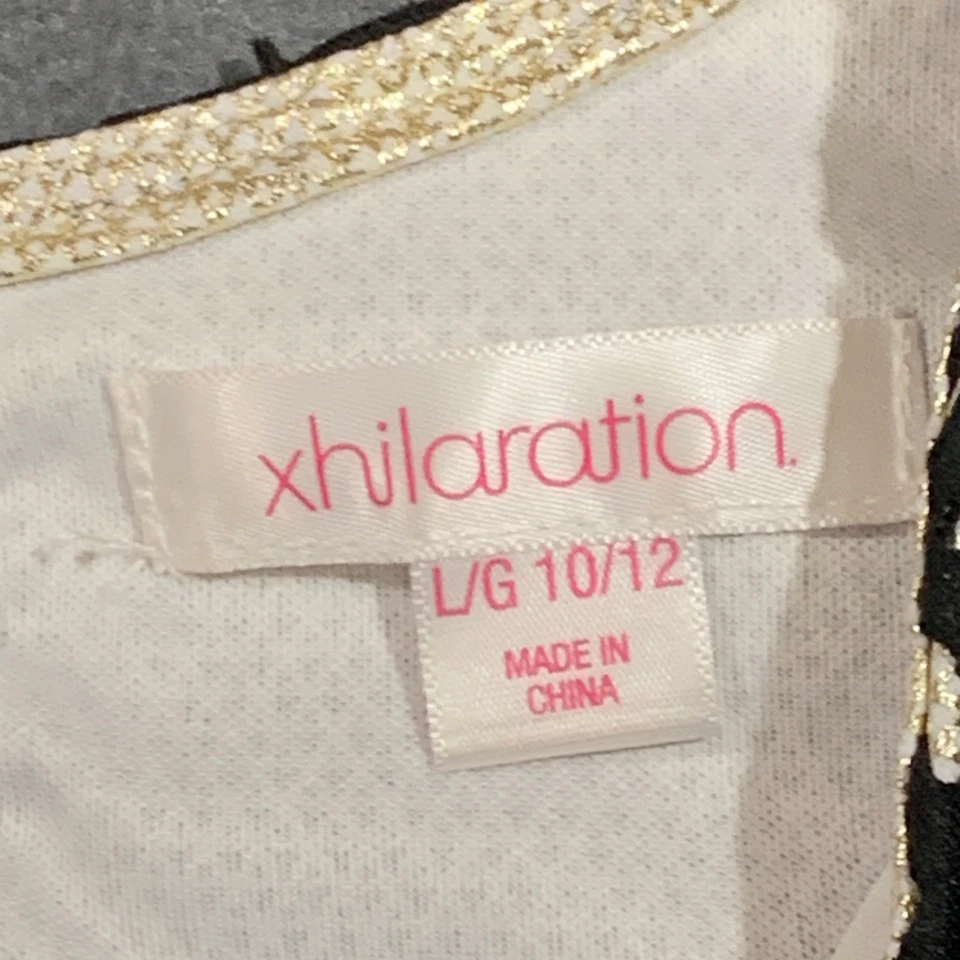 xhilaration.
L/G 10/12
MADE IN
CHINA